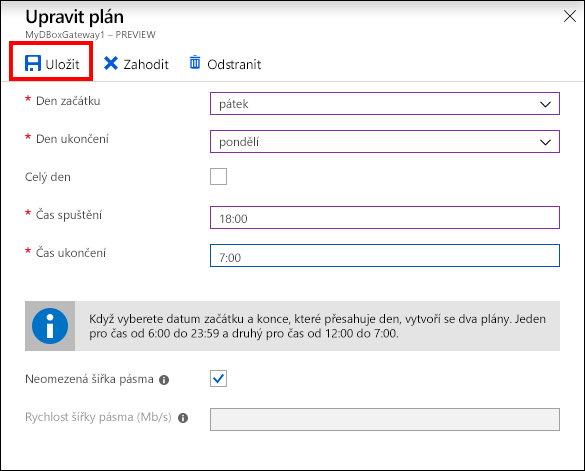 Upravit plán
MyDBoxGateway1 – PREVIEW
Uložit Zahodit Odstranit
* Den začátku pátek
* Den ukončení pondělí
Celý den
* Čas spuštění 18:00
* Čas ukončení 7:00
Když vyberete datum začátku a konce, které přesahuje den, vytvoří se dva plány. Jeden
pro čas od 6:00 do 23:59 a druhý pro čas od 12:00 do 7:00.
Neomezená šířka pásma
Rychlost šířky pásma (Mb/s)